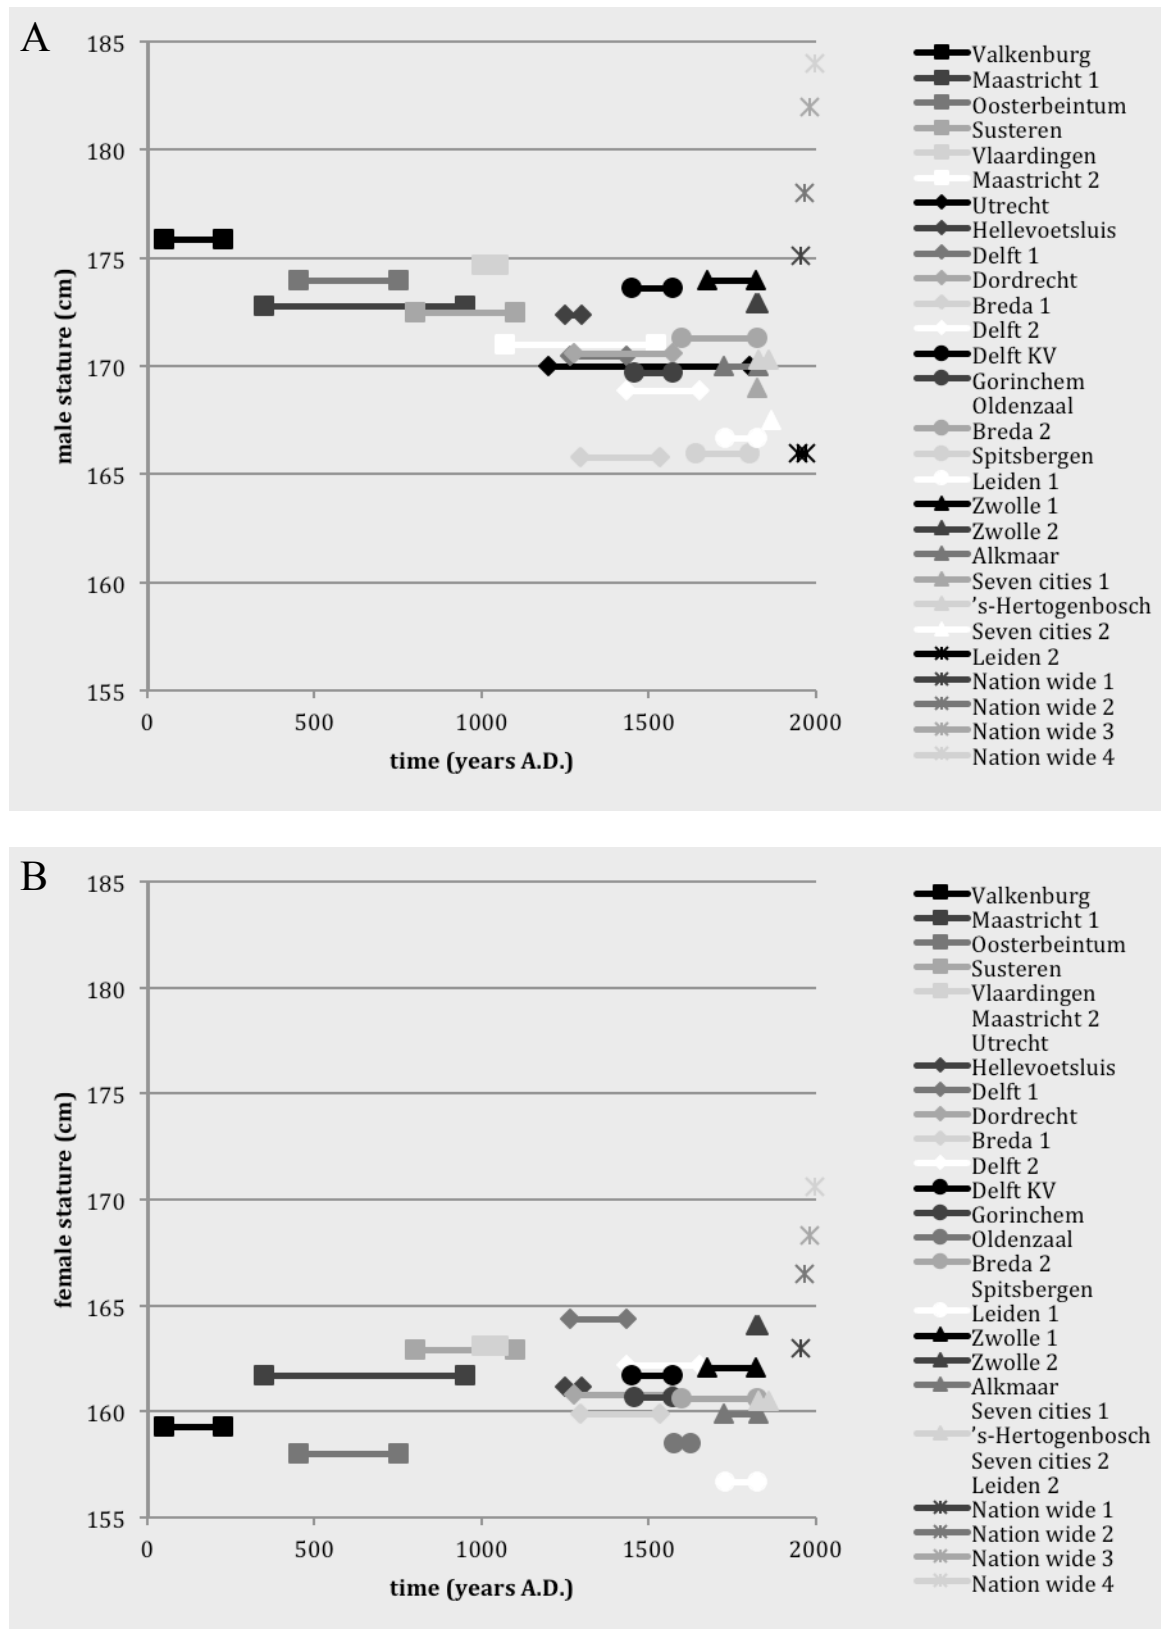 A
185
180
175
170
165
160
155
male stature (cm)
0 500 1000 1500 2000
time (years A.D.)
Valkenburg
Maastricht 1
Oosterbeintum
Susteren
Vlaardingen
Maastricht 2
Utrecht
Hellevoetsluis
Delft 1
Dordrecht
Breda 1
Delft 2
Delft KV
Gorinchem
Oldenzaal
Breda 2
Spitsbergen
Leiden 1
Zwolle 1
Zwolle 2
Alkmaar
Seven cities 1
's-Hertogenbosch
Seven cities 2
Leiden 2
Nation wide 1
Nation wide 2
Nation wide 3
Nation wide 4
B
185
180
175
170
165
160
155
female stature (cm)
0 500 1000 1500 2000
time (years A.D.)
Valkenburg
Maastricht 1
Oosterbeintum
Susteren
Vlaardingen
Maastricht 2
Utrecht
Hellevoetsluis
Delft 1
Dordrecht
Breda 1
Delft 2
Delft KV
Gorinchem
Oldenzaal
Breda 2
Spitsbergen
Leiden 1
Zwolle 1
Zwolle 2
Alkmaar
Seven cities 1
's-Hertogenbosch
Seven cities 2
Leiden 2
Nation wide 1
Nation wide 2
Nation wide 3
Nation wide 4